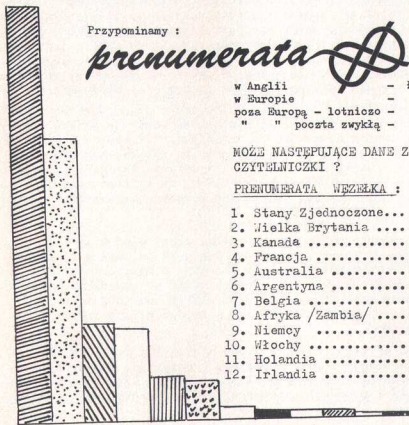 Przypominamy :
prenumerata
w Anglii -
w Europie -
poza Europą - lotniczo -
" " poczta zwykłą -
MOŻE NASTĘPUJĄCE DANE Z
CZYTELNICZKI ?
PRENUMERATA WĘZEŁKA :
1. Stany Zjednoczone...
2. Wielka Brytania ....
3. Kanada ............
4. Francja ...........
5. Australia .........
6. Argentyna .........
7. Belgia ............
8. Afryka /Zambia/ ....
9. Niemcy ............
10. Włochy ............
11. Holandia ..........
12. Irlandia ..........